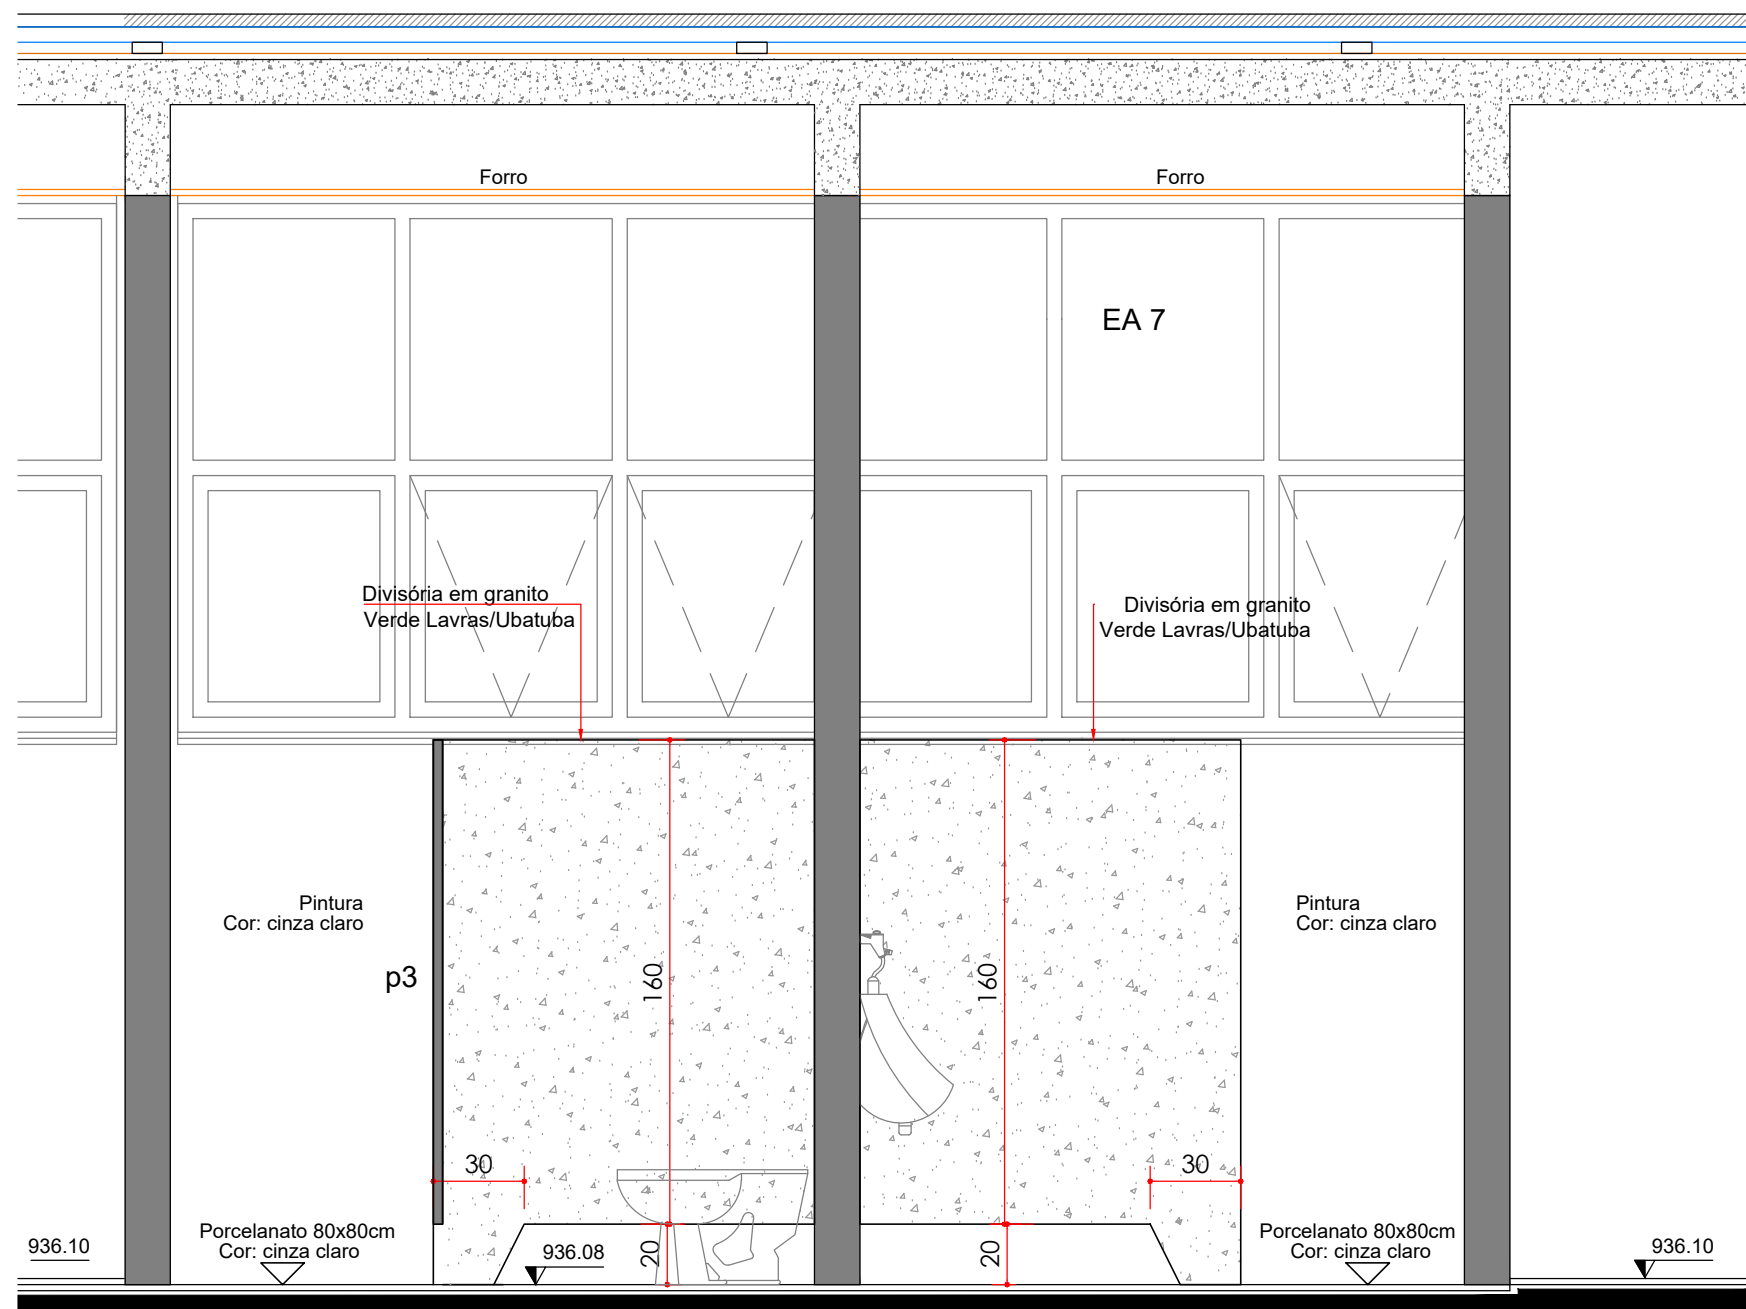 Forro
Forro
EA 7
Divisória em granito
Verde Lavras/Ubatuba
Divisória em granito
Verde Lavras/Ubatuba
Pintura
Cor: cinza claro
Pintura
Cor: cinza claro
p3
160
160
30
30
Porcelanato 80x80cm
Cor: cinza claro
936.10
936.08
20
20
Porcelanato 80x80cm
Cor: cinza claro
936.10